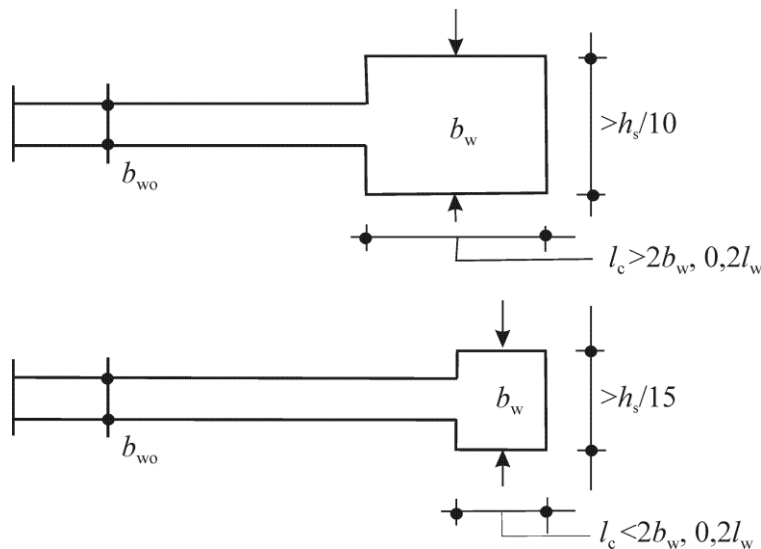 b_w
>h_s/10
b_wo
l_c>2b_w, 0,2l_w
b_w
>h_s/15
b_wo
l_c<2b_w, 0,2l_w